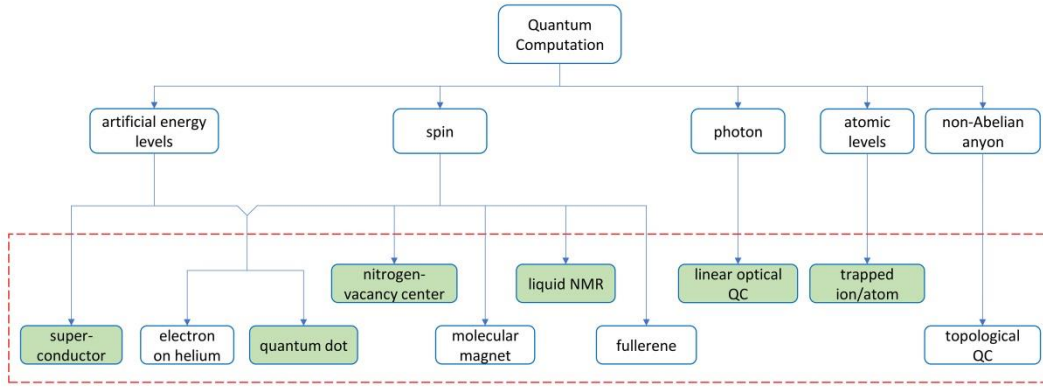 Quantum
Computation
artificial energy
levels
spin
photon
atomic
levels
non-Abelian
anyon
nitrogen-
vacancy center
liquid NMR
linear optical
QC
trapped
ion/atom
super-
conductor
electron
on helium
quantum dot
molecular
magnet
fullerene
topological
QC